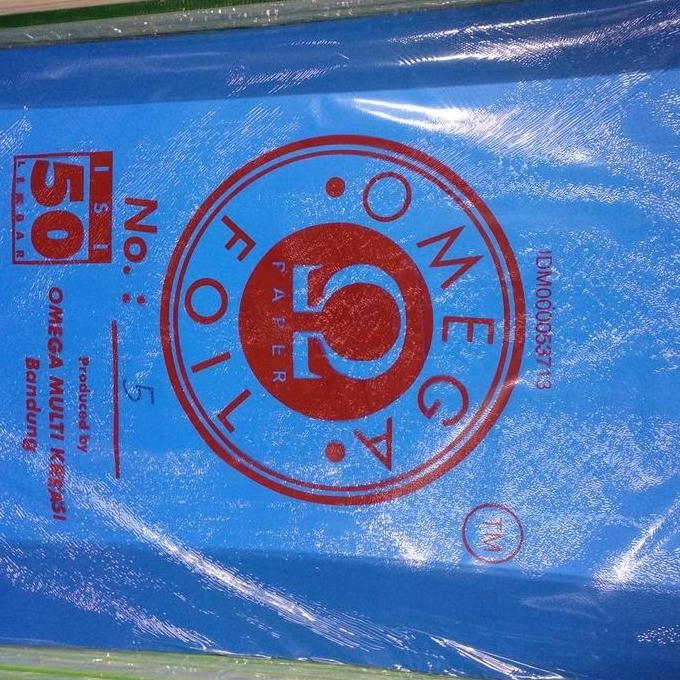 IDM000053713
TM
OMEGA
Ω
PAPER
FOIL
No. : 5
ISI
50
LEMBAR
Produced by
OMEGA MULTI KREASI
Bandung